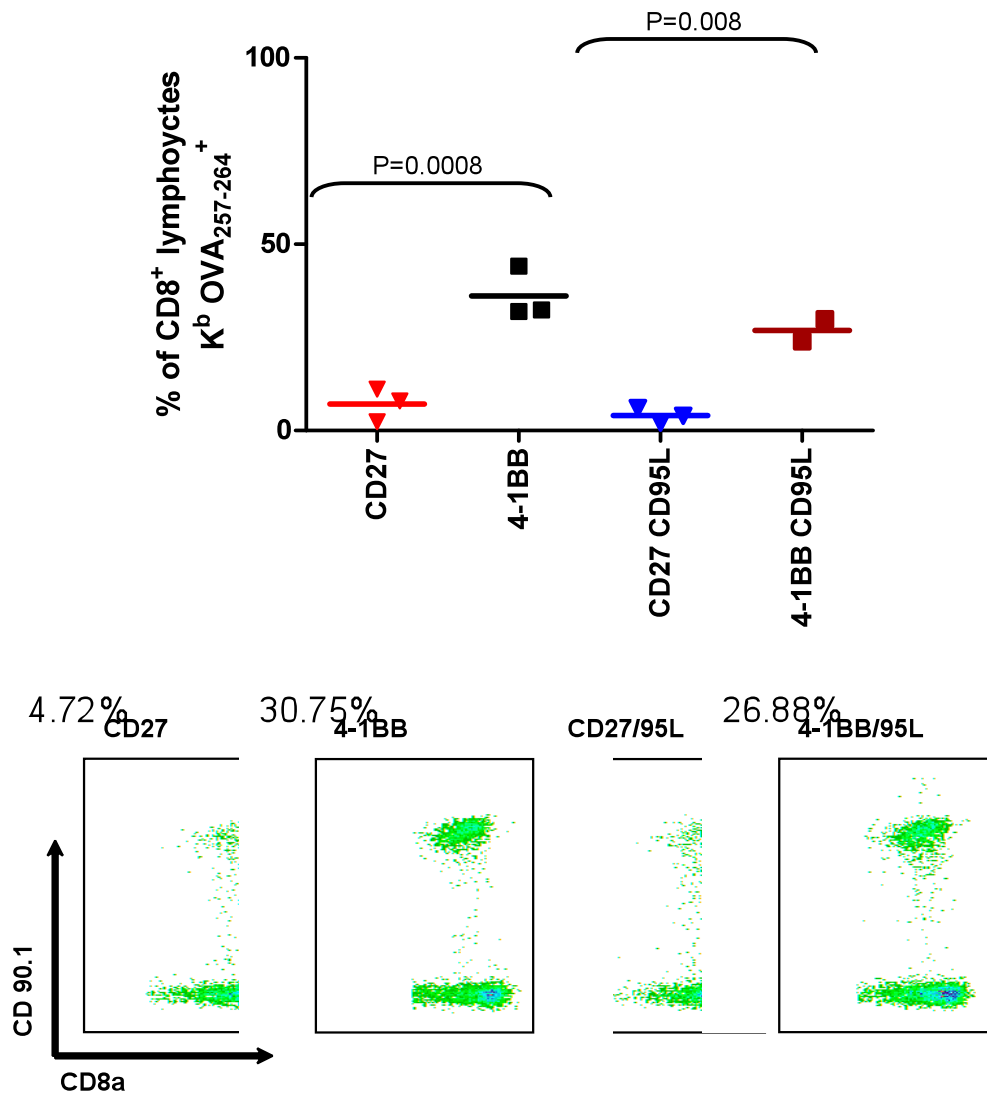 P=0.008
100
P=0.0008
50
0
% of CD8+ lymphoyctes
Kb OVA257-264+
CD27
4-1BB
CD27 CD95L
4-1BB CD95L
4.72%
30.75%
26.88%
CD27
4-1BB
CD27/95L
4-1BB/95L
CD 90.1
CD8a